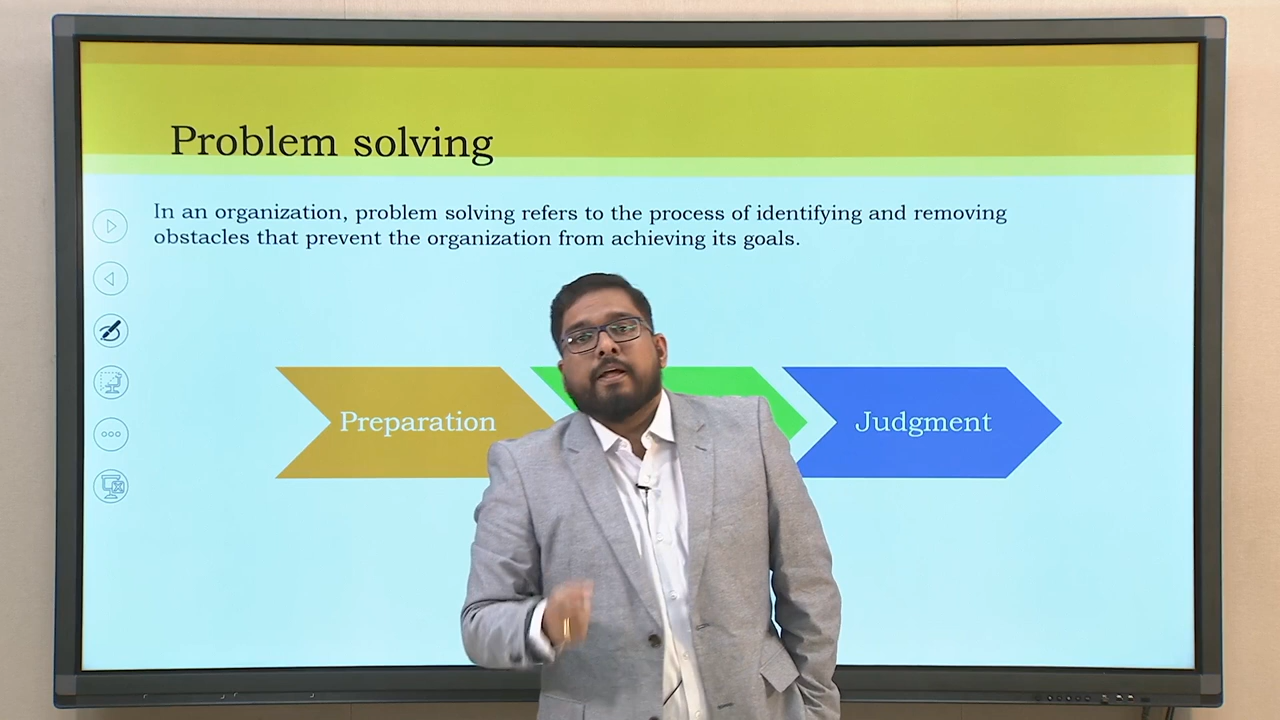 Problem solving
In an organization, problem solving refers to the process of identifying and removing
obstacles that prevent the organization from achieving its goals.
Preparation
Judgment